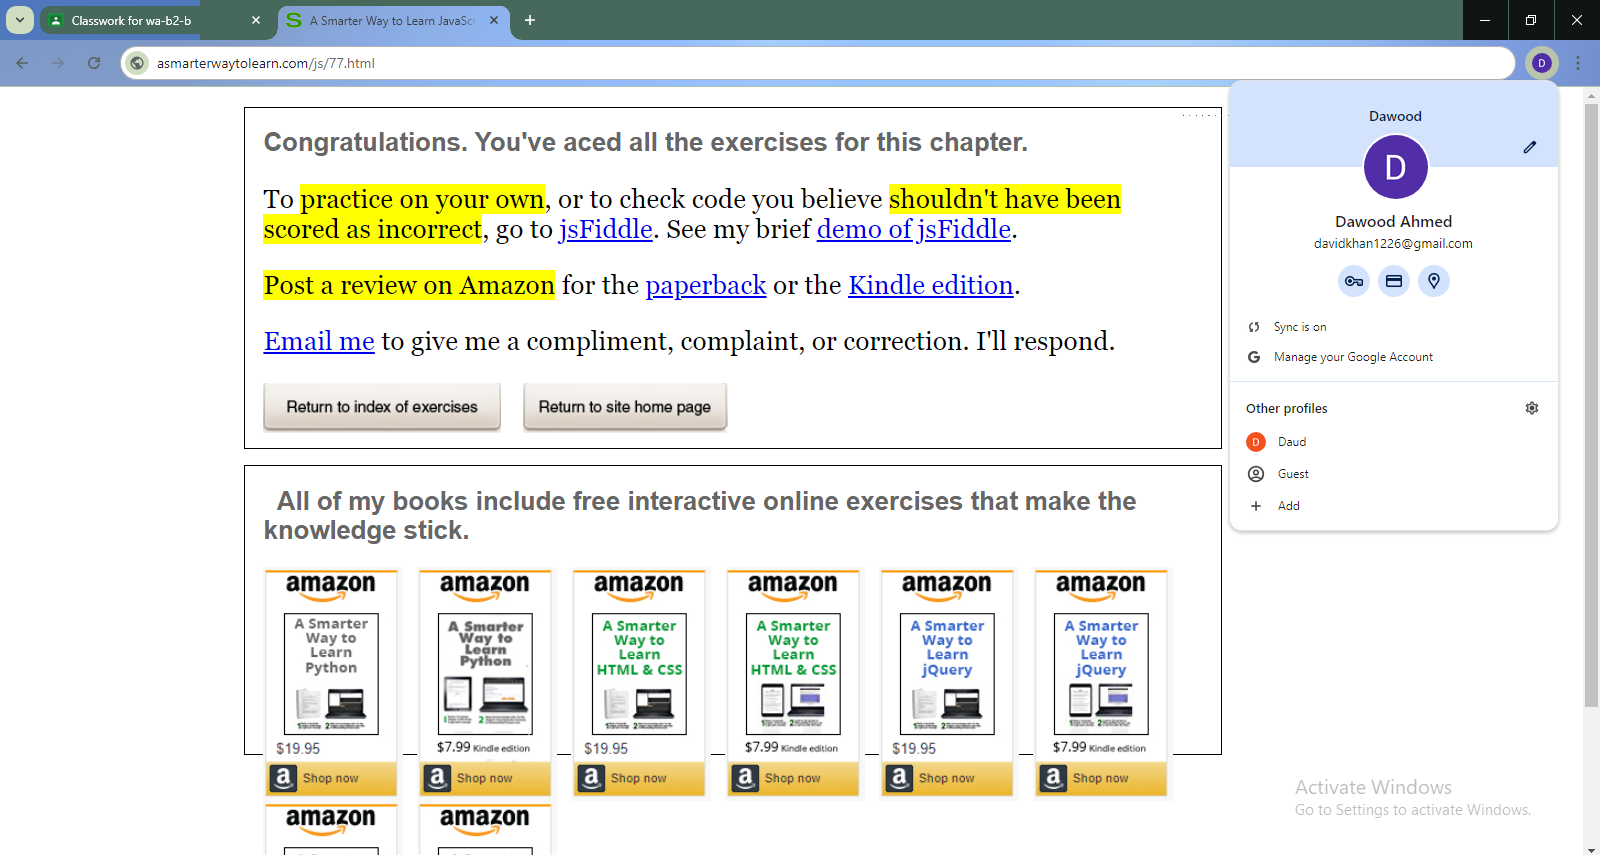 Classwork for wa-b2-b
A Smarter Way to Learn JavaScr
asmarterwaytolearn.com/js/77.html
D
Congratulations. You've aced all the exercises for this chapter.
To practice on your own, or to check code you believe shouldn't have been
scored as incorrect, go to jsFiddle. See my brief demo of jsFiddle.
Post a review on Amazon for the paperback or the Kindle edition.
Email me to give me a compliment, complaint, or correction. I'll respond.
Return to index of exercises
Return to site home page
Dawood
D
Dawood Ahmed
davidkhan1226@gmail.com
Sync is on
G Manage your Google Account
Other profiles
D Daud
Guest
Add
All of my books include free interactive online exercises that make the
knowledge stick.
amazon
A Smarter
Way to
Learn
Python
$19.95
a Shop now
amazon
A Smarter
Way to
Learn
Python
1 2
$7.99 Kindle edition
a Shop now
amazon
A Smarter
Way to
Learn
HTML & CSS
$19.95
a Shop now
amazon
A Smarter
Way to
Learn
HTML & CSS
$7.99 Kindle edition
a Shop now
amazon
A Smarter
Way to
Learn
jQuery
$19.95
a Shop now
amazon
A Smarter
Way to
Learn
jQuery
$7.99 Kindle edition
a Shop now
amazon
amazon
Activate Windows
Go to Settings to activate Windows.